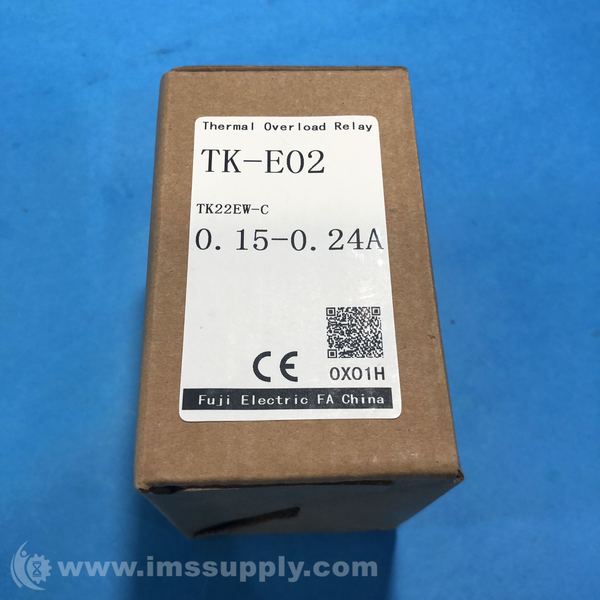 Thermal Overload Relay
TK-E02
TK22EW-C
0.15-0.24A
CE
0X01H
Fuji Electric FA China
www.imssupply.com